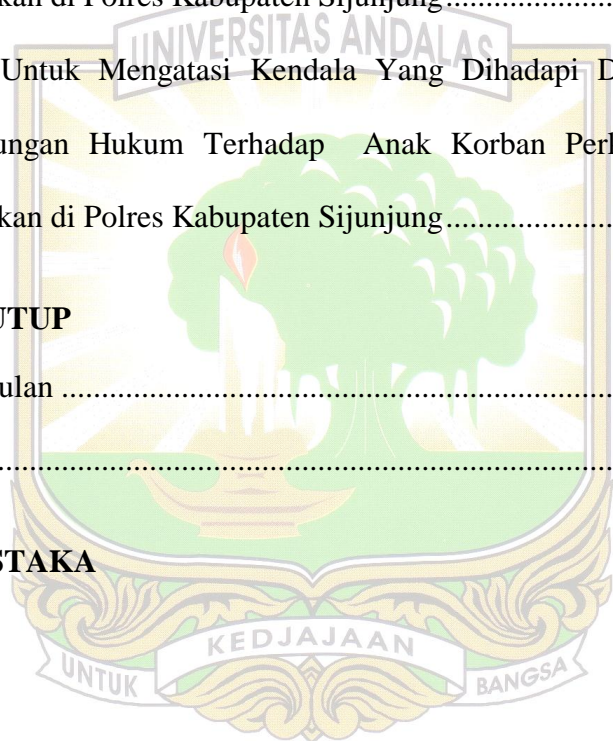 kan di Polres Kabupaten Sijunjung.........................
UNIVERSITAS ANDALAS
Untuk Mengatasi Kendala Yang Dihadapi D
ungan Hukum Terhadap Anak Korban Perl
kan di Polres Kabupaten Sijunjung.........................
UTUP
ulan .....................................................................
.............................................................................
STAKA
KEDJAJAAN
UNTUK BANGSA